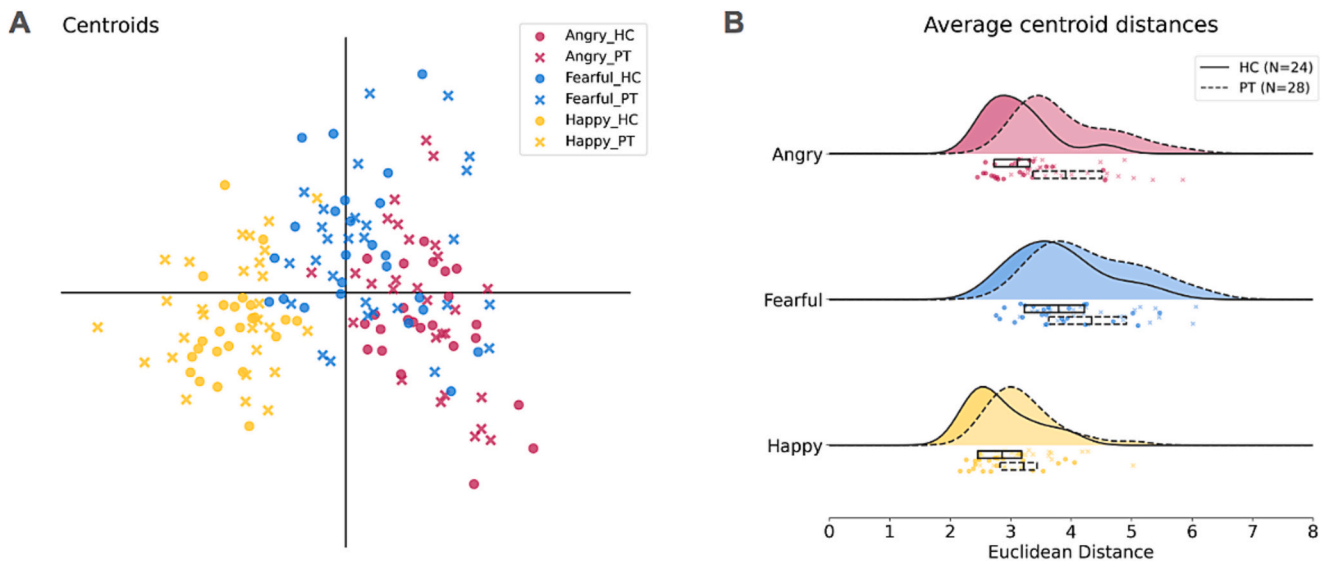 A
Centroids
Angry_HC
Angry_PT
Fearful_HC
Fearful_PT
Happy_HC
Happy_PT
B
Average centroid distances
HC (N=24)
PT (N=28)
Angry
Fearful
Happy
0 1 2 3 4 5 6 7 8
Euclidean Distance